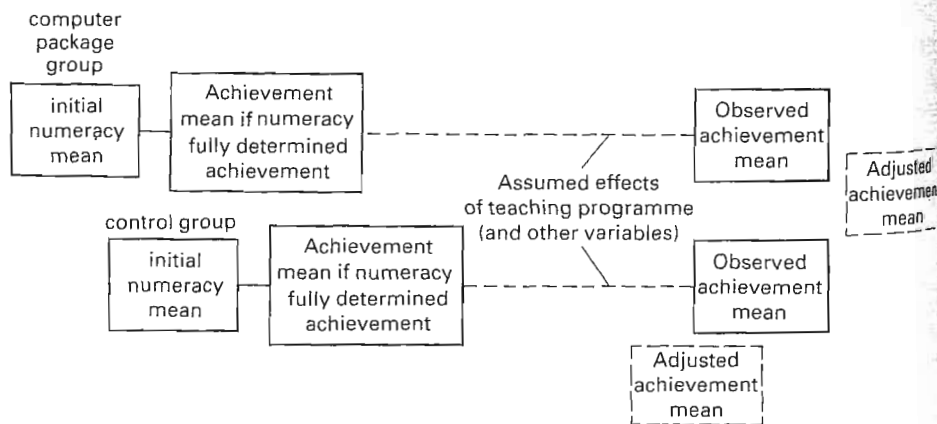 computer
package
group
initial
numeracy
mean
Achievement
mean if numeracy
fully determined
achievement
Observed
achievement
mean
Adjusted
achievemen
mean
Assumed effects
of teaching programme
(and other variables)
control group
initial
numeracy
mean
Achievement
mean if numeracy
fully determined
achievement
Observed
achievement
mean
Adjusted
achievement
mean